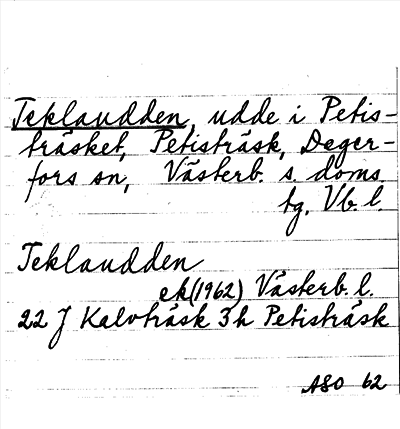 Teklaudden, udde i Petis-
träsket, Petisträsk, Deger-
fors sn, Västerb. s. doms.
tg, Vb. l.
Teklaudden
ek (1962) Västerb. l.
22 J Kalvträsk 3h Petisträsk
ASO 62